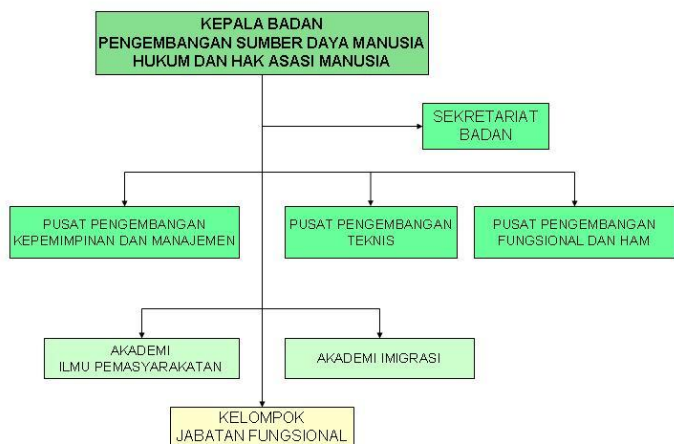 KEPALA BADAN
PENGEMBANGAN SUMBER DAYA MANUSIA
HUKUM DAN HAK ASASI MANUSIA
SEKRETARIAT
BADAN
PUSAT PENGEMBANGAN
KEPEMIMPINAN DAN MANAJEMEN
PUSAT PENGEMBANGAN
TEKNIS
PUSAT PENGEMBANGAN
FUNGSIONAL DAN HAM
AKADEMI
ILMU PEMASYARAKATAN
AKADEMI IMIGRASI
KELOMPOK
JABATAN FUNGSIONAL